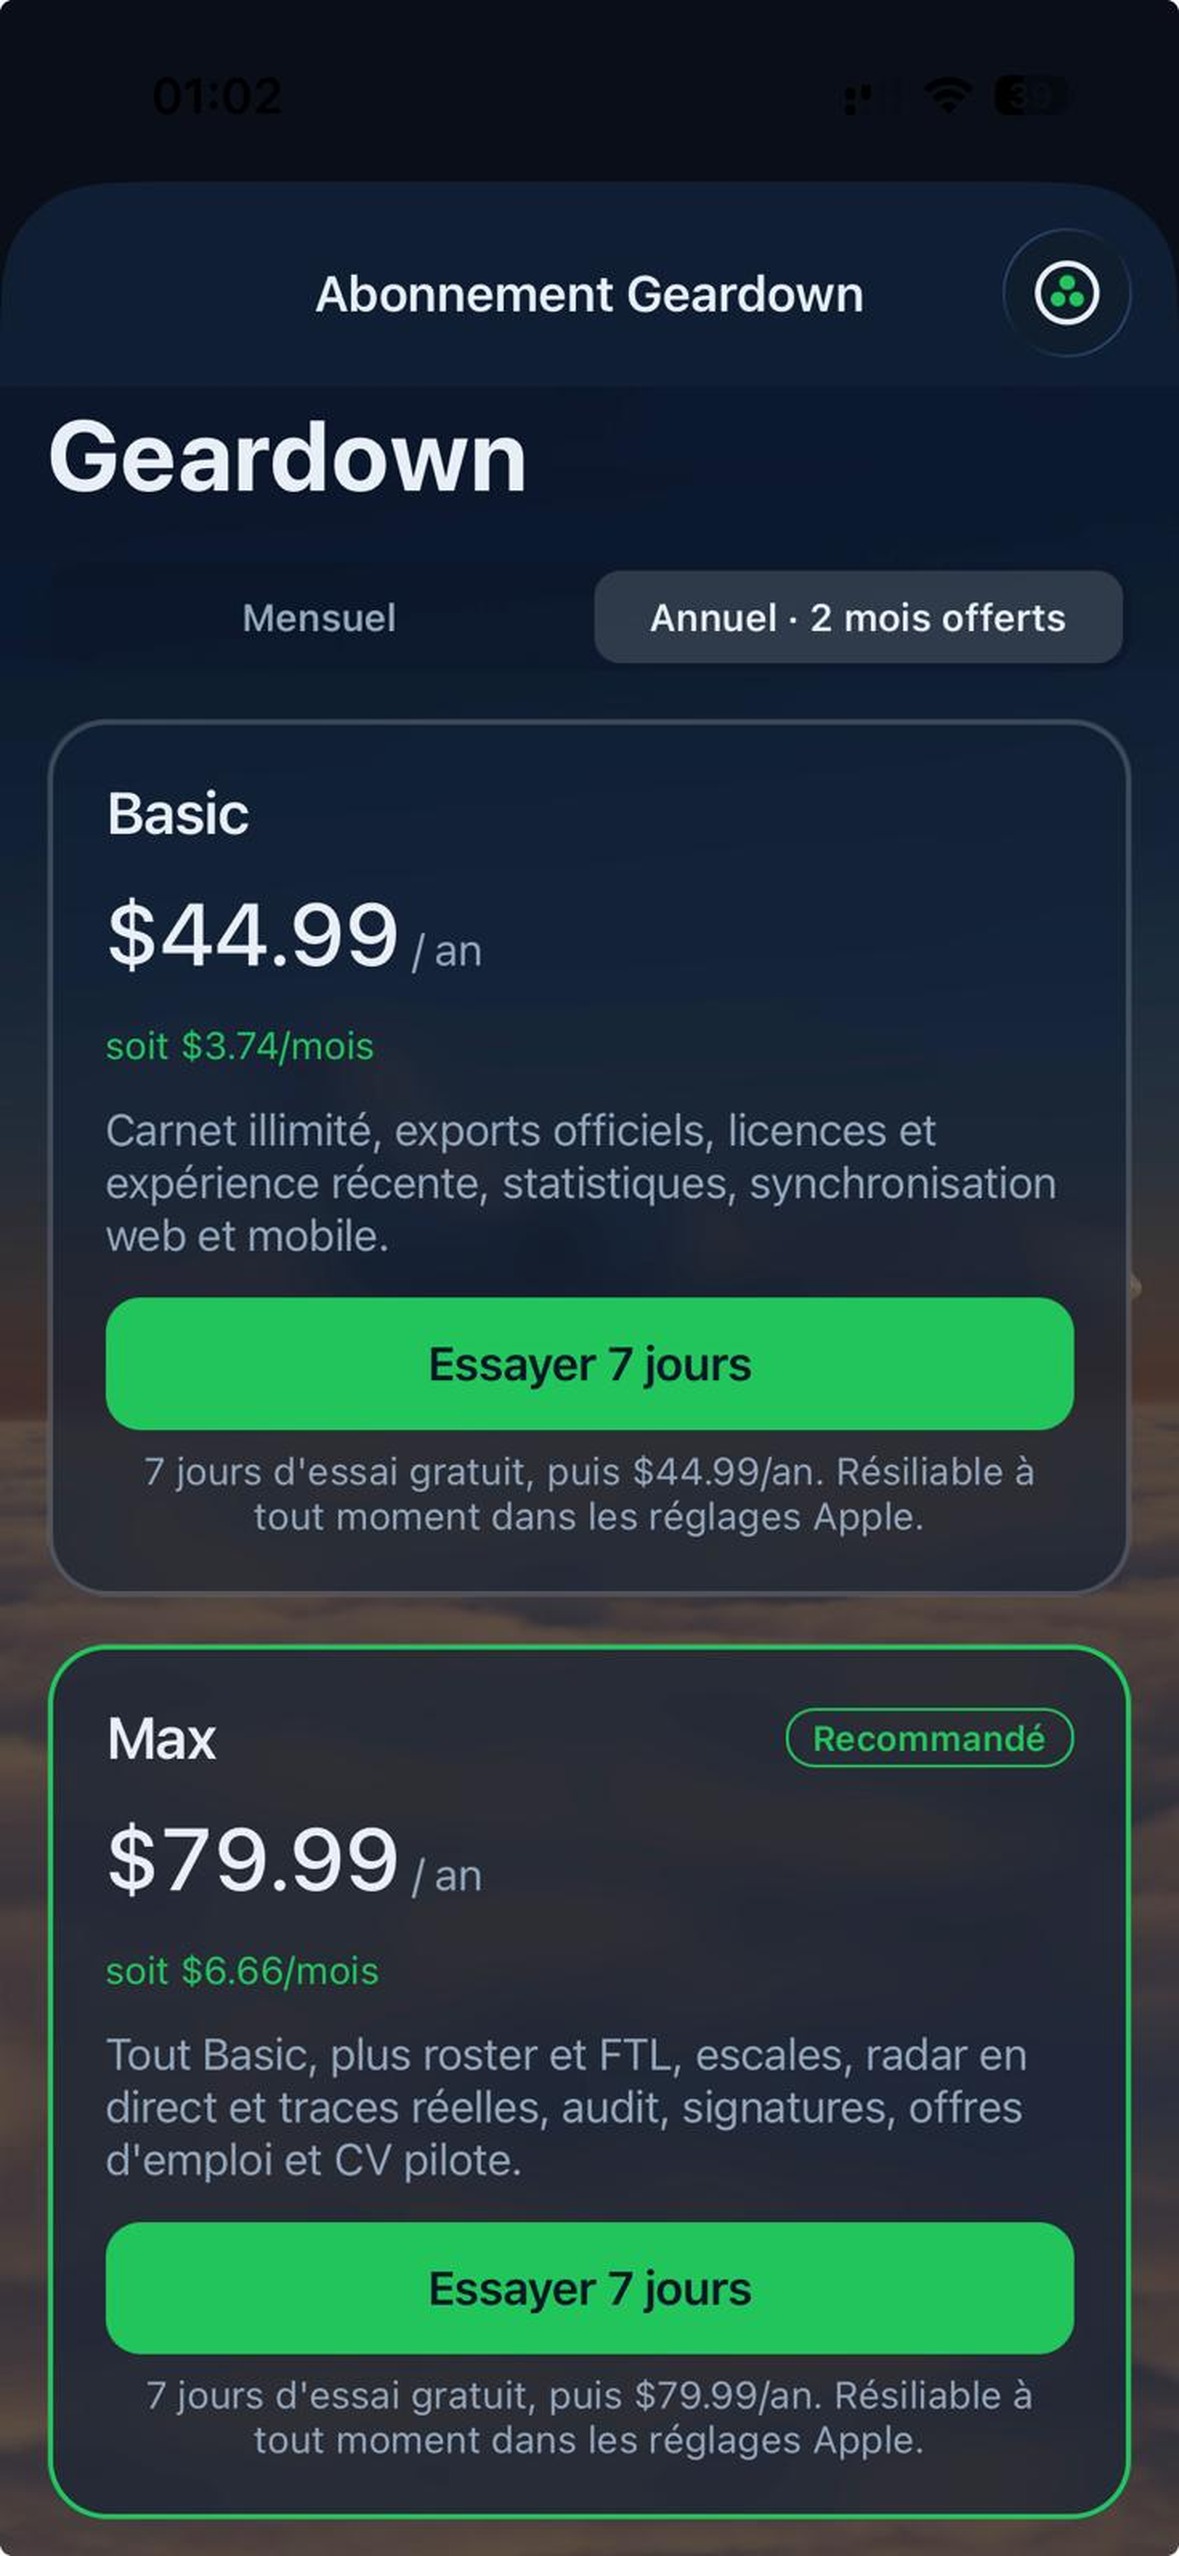 01:02
39
Abonnement Geardown
Geardown
Mensuel
Annuel · 2 mois offerts
Basic
$44.99 / an
soit $3.74/mois
Carnet illimité, exports officiels, licences et
expérience récente, statistiques, synchronisation
web et mobile.
Essayer 7 jours
7 jours d'essai gratuit, puis $44.99/an. Résiliable à
tout moment dans les réglages Apple.
Max
Recommandé
$79.99 / an
soit $6.66/mois
Tout Basic, plus roster et FTL, escales, radar en
direct et traces réelles, audit, signatures, offres
d'emploi et CV pilote.
Essayer 7 jours
7 jours d'essai gratuit, puis $79.99/an. Résiliable à
tout moment dans les réglages Apple.